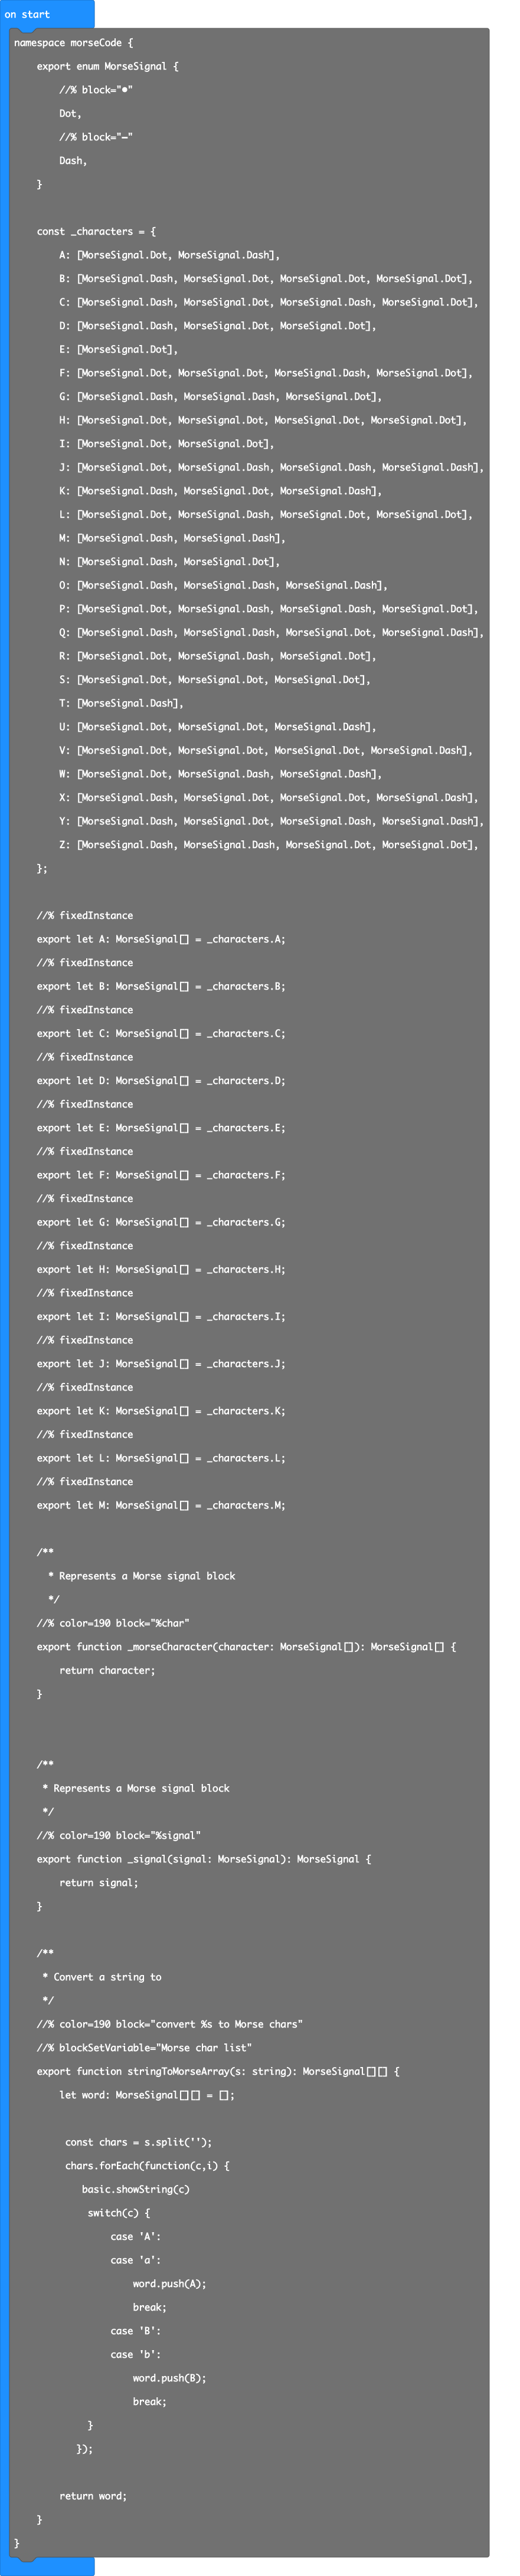 on start
namespace morseCode {
    export enum MorseSignal {
        //% block="•"
        Dot,
        //% block="−"
        Dash,
    }
    const _characters = {
        A: [MorseSignal.Dot, MorseSignal.Dash],
        B: [MorseSignal.Dash, MorseSignal.Dot, MorseSignal.Dot, MorseSignal.Dot],
        C: [MorseSignal.Dash, MorseSignal.Dot, MorseSignal.Dash, MorseSignal.Dot],
        D: [MorseSignal.Dash, MorseSignal.Dot, MorseSignal.Dot],
        E: [MorseSignal.Dot],
        F: [MorseSignal.Dot, MorseSignal.Dot, MorseSignal.Dash, MorseSignal.Dot],
        G: [MorseSignal.Dash, MorseSignal.Dash, MorseSignal.Dot],
        H: [MorseSignal.Dot, MorseSignal.Dot, MorseSignal.Dot, MorseSignal.Dot],
        I: [MorseSignal.Dot, MorseSignal.Dot],
        J: [MorseSignal.Dot, MorseSignal.Dash, MorseSignal.Dash, MorseSignal.Dash],
        K: [MorseSignal.Dash, MorseSignal.Dot, MorseSignal.Dash],
        L: [MorseSignal.Dot, MorseSignal.Dash, MorseSignal.Dot, MorseSignal.Dot],
        M: [MorseSignal.Dash, MorseSignal.Dash],
        N: [MorseSignal.Dash, MorseSignal.Dot],
        O: [MorseSignal.Dash, MorseSignal.Dash, MorseSignal.Dash],
        P: [MorseSignal.Dot, MorseSignal.Dash, MorseSignal.Dash, MorseSignal.Dot],
        Q: [MorseSignal.Dash, MorseSignal.Dash, MorseSignal.Dot, MorseSignal.Dash],
        R: [MorseSignal.Dot, MorseSignal.Dash, MorseSignal.Dot],
        S: [MorseSignal.Dot, MorseSignal.Dot, MorseSignal.Dot],
        T: [MorseSignal.Dash],
        U: [MorseSignal.Dot, MorseSignal.Dot, MorseSignal.Dash],
        V: [MorseSignal.Dot, MorseSignal.Dot, MorseSignal.Dot, MorseSignal.Dash],
        W: [MorseSignal.Dot, MorseSignal.Dash, MorseSignal.Dash],
        X: [MorseSignal.Dash, MorseSignal.Dot, MorseSignal.Dot, MorseSignal.Dash],
        Y: [MorseSignal.Dash, MorseSignal.Dot, MorseSignal.Dash, MorseSignal.Dash],
        Z: [MorseSignal.Dash, MorseSignal.Dash, MorseSignal.Dot, MorseSignal.Dot],
    };
    //% fixedInstance
    export let A: MorseSignal[] = _characters.A;
    //% fixedInstance
    export let B: MorseSignal[] = _characters.B;
    //% fixedInstance
    export let C: MorseSignal[] = _characters.C;
    //% fixedInstance
    export let D: MorseSignal[] = _characters.D;
    //% fixedInstance
    export let E: MorseSignal[] = _characters.E;
    //% fixedInstance
    export let F: MorseSignal[] = _characters.F;
    //% fixedInstance
    export let G: MorseSignal[] = _characters.G;
    //% fixedInstance
    export let H: MorseSignal[] = _characters.H;
    //% fixedInstance
    export let I: MorseSignal[] = _characters.I;
    //% fixedInstance
    export let J: MorseSignal[] = _characters.J;
    //% fixedInstance
    export let K: MorseSignal[] = _characters.K;
    //% fixedInstance
    export let L: MorseSignal[] = _characters.L;
    //% fixedInstance
    export let M: MorseSignal[] = _characters.M;
    /**
      * Represents a Morse signal block
      */
    //% color=190 block="%char"
    export function _morseCharacter(character: MorseSignal[]): MorseSignal[] {
        return character;
    }
    /**
     * Represents a Morse signal block
     */
    //% color=190 block="%signal"
    export function _signal(signal: MorseSignal): MorseSignal {
        return signal;
    }
    /**
     * Convert a string to
     */
    //% color=190 block="convert %s to Morse chars"
    //% blockSetVariable="Morse char list"
    export function stringToMorseArray(s: string): MorseSignal[][] {
        let word: MorseSignal[][] = [];
         const chars = s.split('');
         chars.forEach(function(c,i) {
            basic.showString(c)
             switch(c) {
                 case 'A':
                 case 'a':
                     word.push(A);
                     break;
                 case 'B':
                 case 'b':
                     word.push(B);
                     break;
             }
           });
        return word;
    }
}